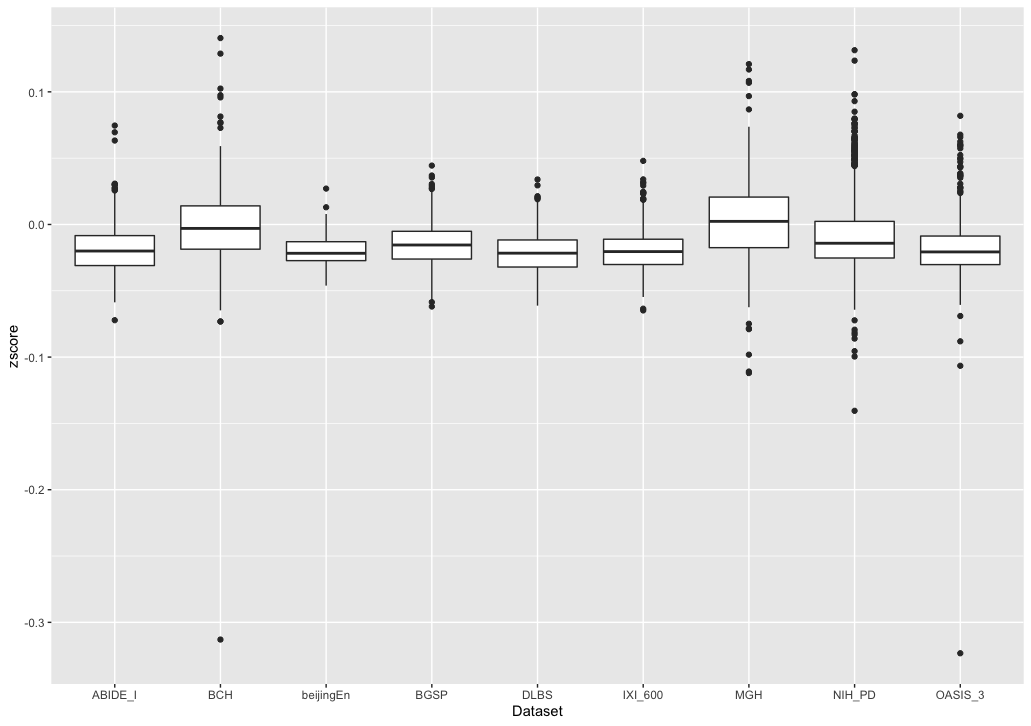 zscore
0.1
0.0
-0.1
-0.2
-0.3
ABIDE_I BCH beijingEn BGSP DLBS IXI_600 MGH NIH_PD OASIS_3
Dataset